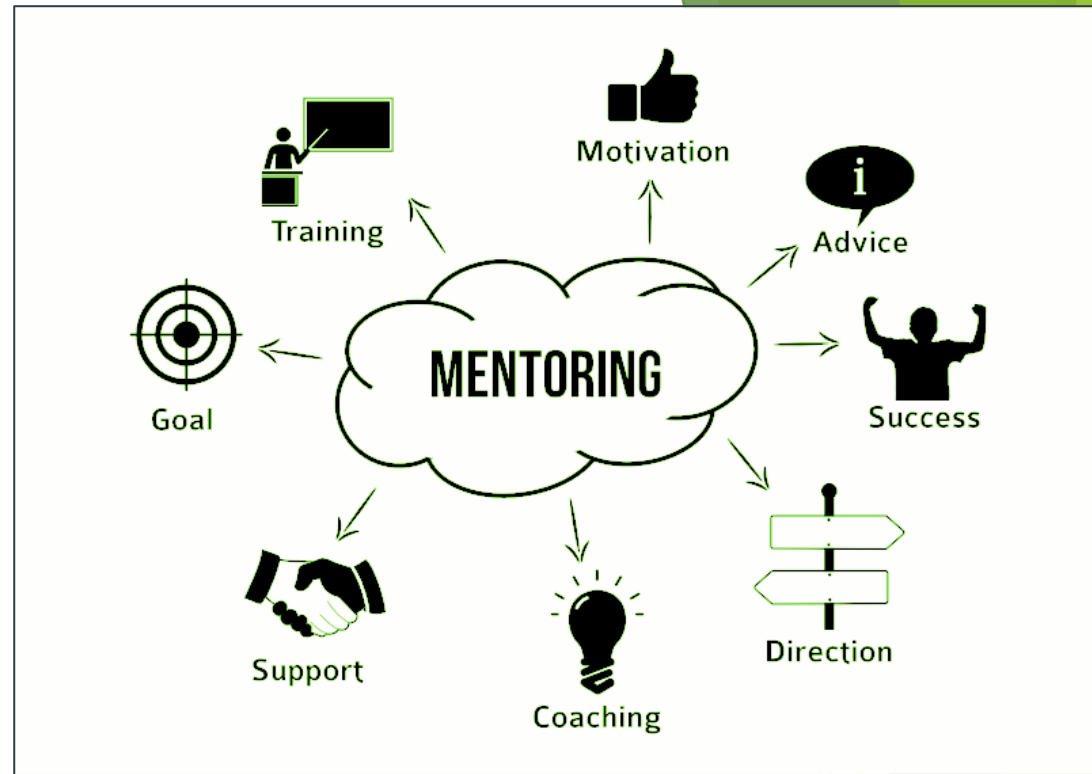 Motivation
i
Training
Advice
MENTORING
Goal
Success
Support
Direction
Coaching